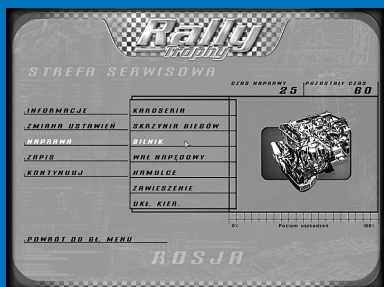 Rally
Trophy
STREFA SERWISOWA
CZAS NAPRAWY POZOSTAŁY CZAS
25 60
INFORMACJE
ZMIANA USTAWIEŃ
NAPRAWA
ZAPIS
KONTYNUUJ
KAROSERIA
SKRZYNIA BIEGÓW
SILNIK
WAŁ NAPĘDOWY
HAMULCE
ZAWIESZENIE
UKŁ. KIER.
0% Poziom uszkodzeń 100%
POWRÓT DO GŁ. MENU
ROSJA